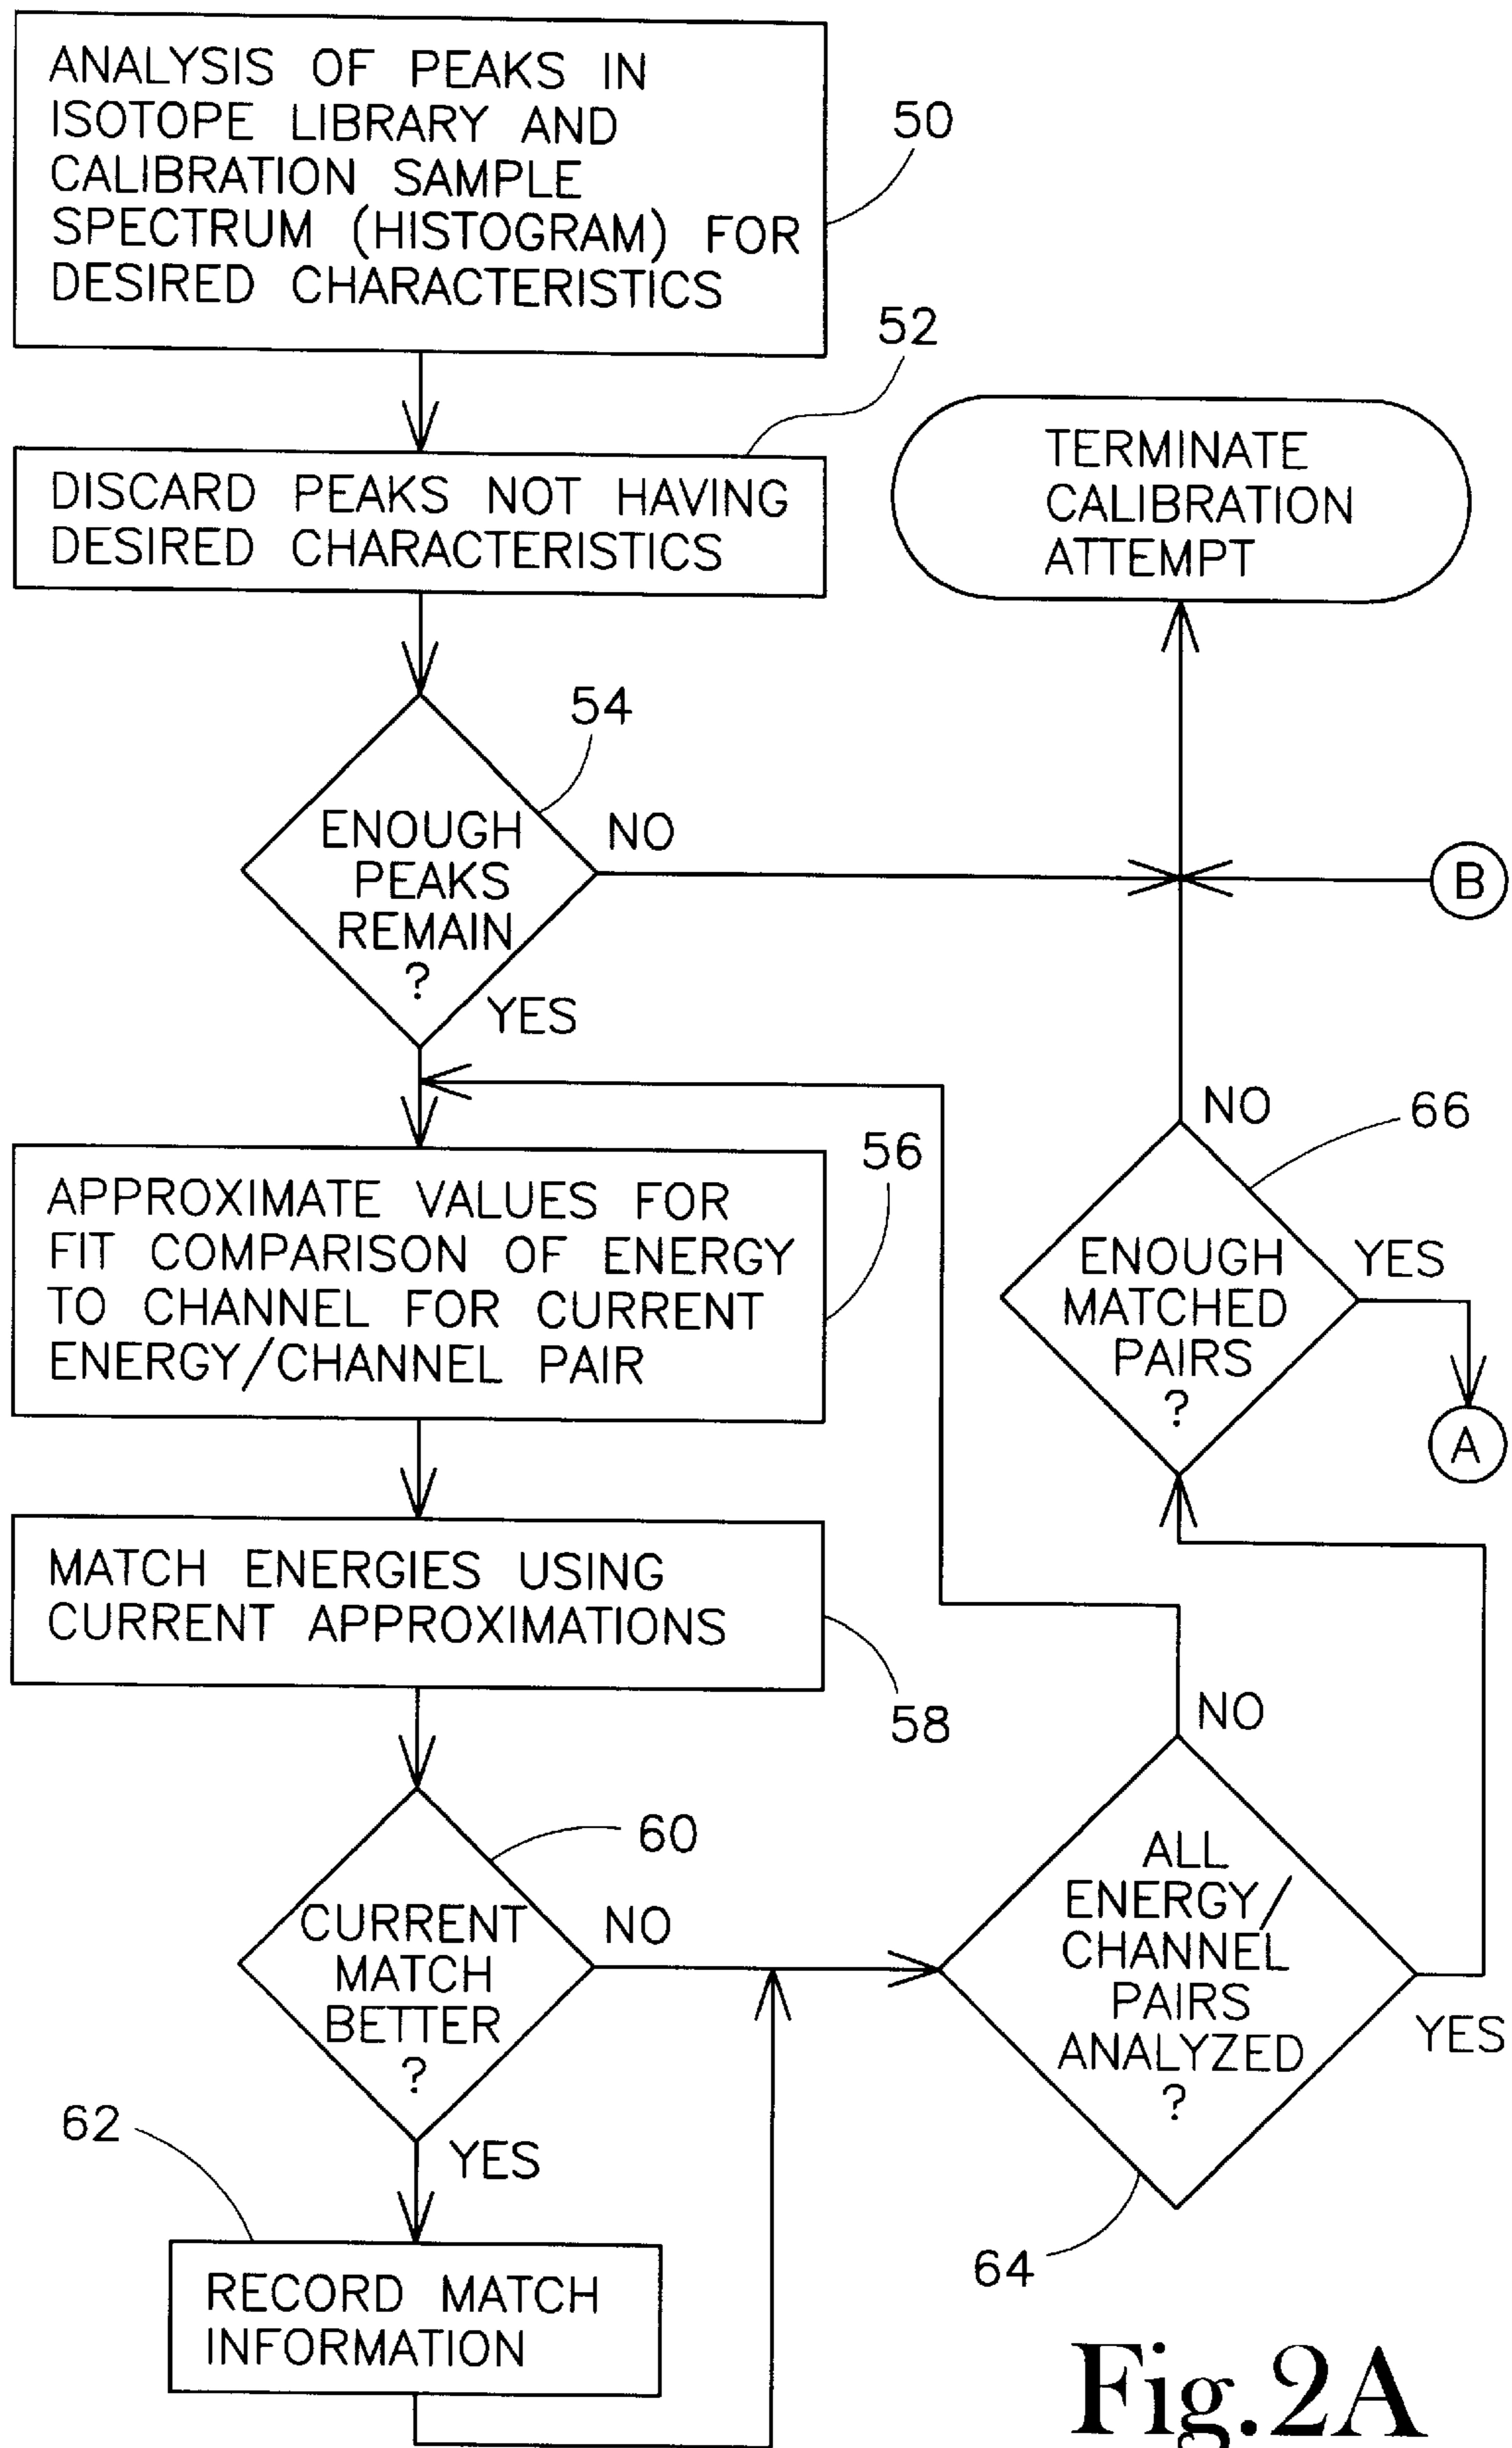 ANALYSIS OF PEAKS IN
ISOTOPE LIBRARY AND
CALIBRATION SAMPLE
SPECTRUM (HISTOGRAM) FOR
DESIRED CHARACTERISTICS
50
52
DISCARD PEAKS NOT HAVING
DESIRED CHARACTERISTICS
TERMINATE
CALIBRATION
ATTEMPT
54
ENOUGH
PEAKS
REMAIN
?
NO
YES
B
56
APPROXIMATE VALUES FOR
FIT COMPARISON OF ENERGY
TO CHANNEL FOR CURRENT
ENERGY/CHANNEL PAIR
NO
66
ENOUGH
MATCHED
PAIRS
?
YES
A
MATCH ENERGIES USING
CURRENT APPROXIMATIONS
58
60
CURRENT
MATCH
BETTER
?
NO
YES
NO
ALL
ENERGY/
CHANNEL
PAIRS
ANALYZED
?
YES
64
62
RECORD MATCH
INFORMATION
Fig.2A